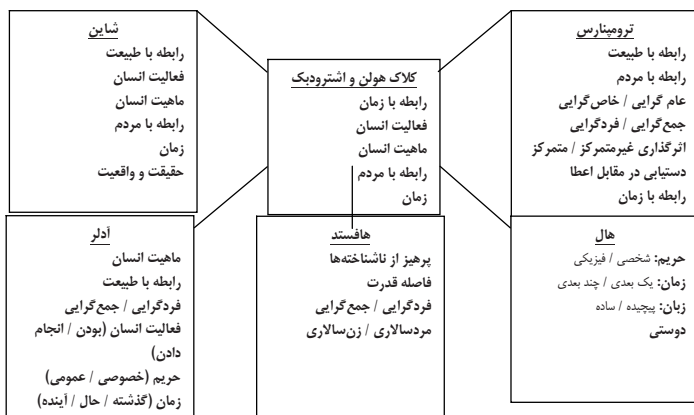 ترومپنارس
رابطه با طبیعت
رابطه با مردم
عام گرایی / خاص‌گرایی
جمع‌گرایی / فردگرایی
اثرگذاری غیرمتمرکز / متمرکز
دستیابی در مقابل اعطا
رابطه با زمان
کلاک هولن و اشترودبک
رابطه با زمان
فعالیت انسان
ماهیت انسان
رابطه با مردم
زمان
شاین
رابطه با طبیعت
فعالیت انسان
ماهیت انسان
رابطه با مردم
زمان
حقیقت و واقعیت
هال
حریم: شخصی / فیزیکی
زمان: یک بعدی / چند بعدی
زبان: پیچیده / ساده
دوستی
هافستد
پرهیز از ناشناخته‌ها
فاصله قدرت
فردگرایی / جمع‌گرایی
مردسالاری / زن‌سالاری
آدلر
ماهیت انسان
رابطه با طبیعت
فردگرایی / جمع‌گرایی
فعالیت انسان (بودن / انجام
دادن)
حریم (خصوصی / عمومی)
زمان (گذشته / حال / آینده)